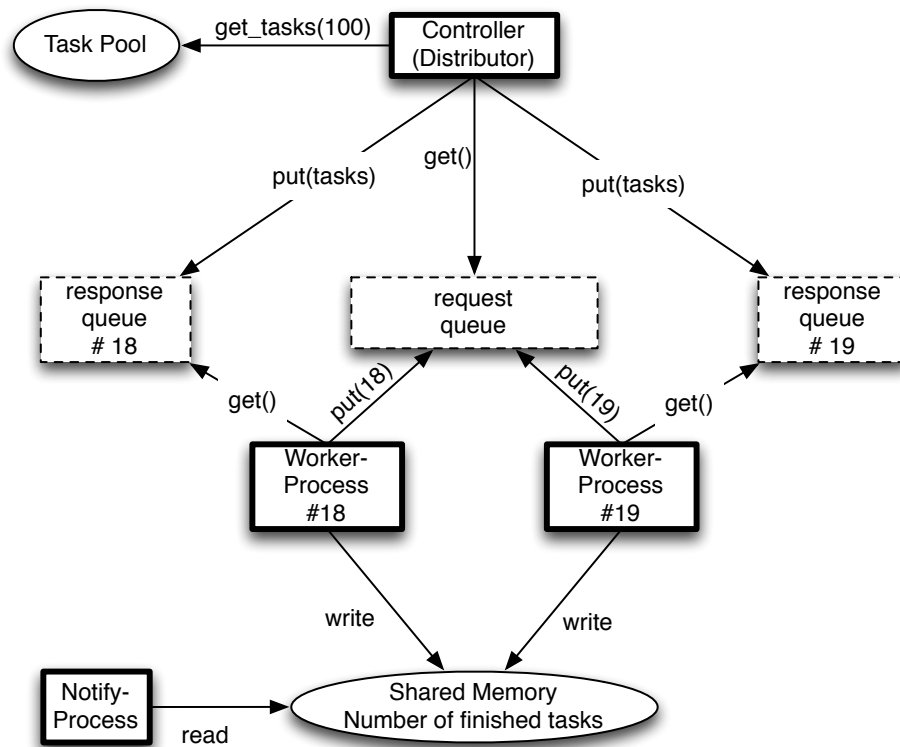 Task Pool
get_tasks(100)
Controller
(Distributor)
put(tasks)
get()
put(tasks)
response
queue
# 18
request
queue
response
queue
# 19
get()
put(18)
put(19)
get()
Worker-
Process
#18
Worker-
Process
#19
write
write
Notify-
Process
read
Shared Memory
Number of finished tasks